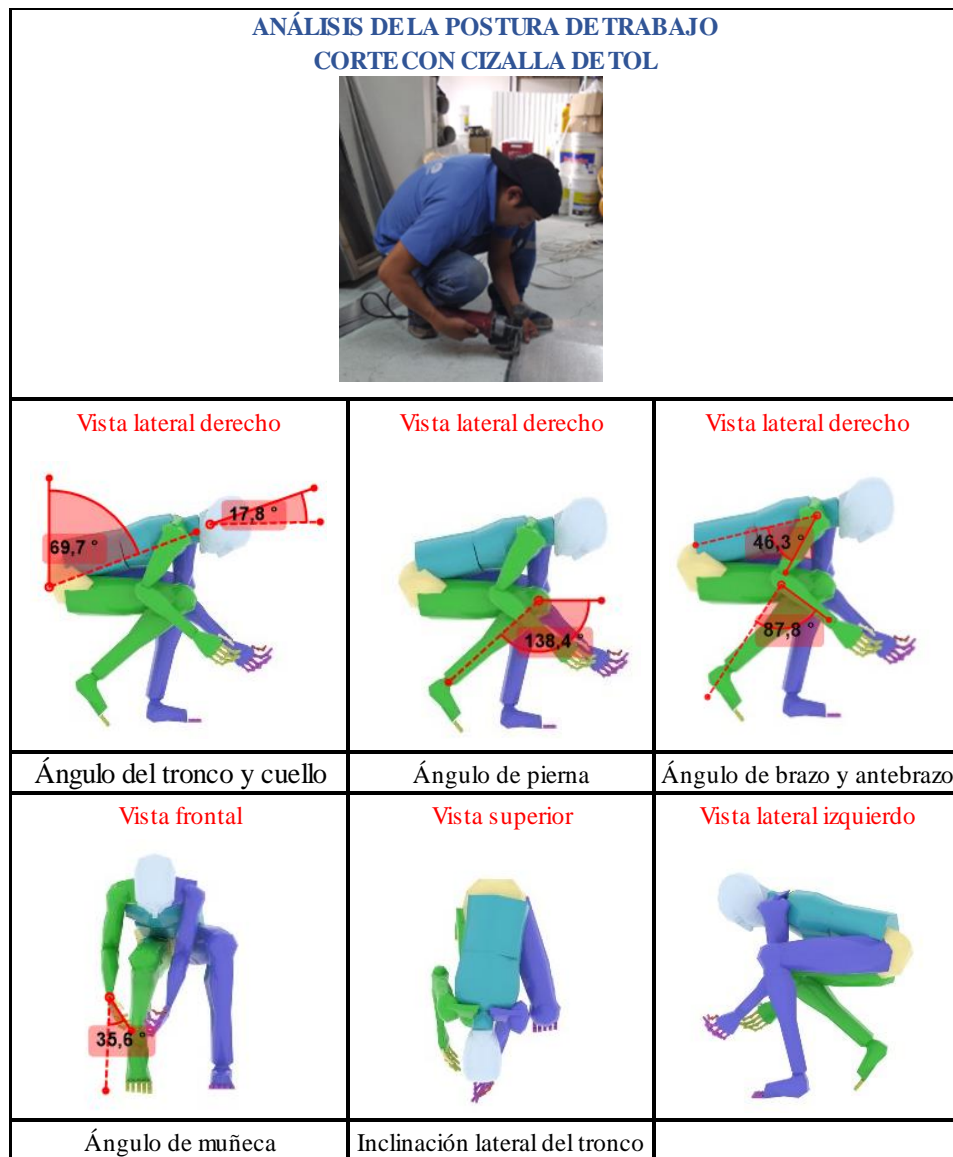 ANÁLISIS DE LA POSTURA DE TRABAJO
CORTE CON CIZALLA DE TOL
Vista lateral derecho
Vista lateral derecho
Vista lateral derecho
69,7 °
17,8 °
138,4 °
46,3 °
87,8 °
Ángulo del tronco y cuello
Ángulo de pierna
Ángulo de brazo y antebrazo
Vista frontal
Vista superior
Vista lateral izquierdo
35,6 °
Ángulo de muñeca
Inclinación lateral del tronco